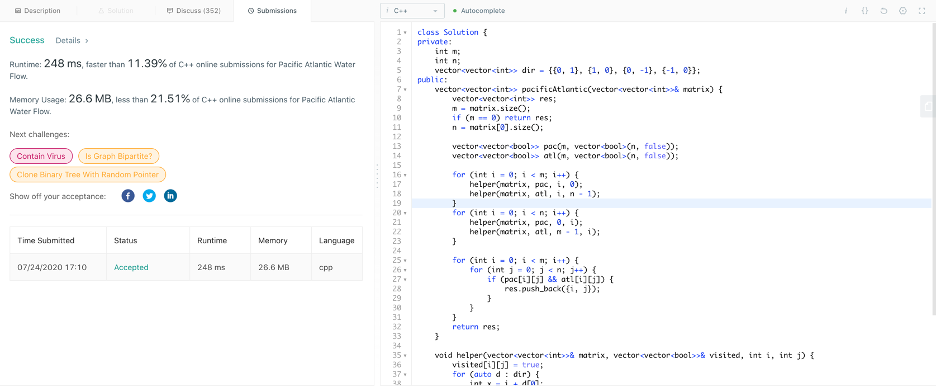 Description
Solution
Discuss (352)
Submissions
Success Details >
Runtime: 248 ms, faster than 11.39% of C++ online submissions for Pacific Atlantic Water
Flow.
Memory Usage: 26.6 MB, less than 21.51% of C++ online submissions for Pacific Atlantic
Water Flow.
Next challenges:
Contain Virus
Is Graph Bipartite?
Clone Binary Tree With Random Pointer
Show off your acceptance:
Time Submitted Status Runtime Memory Language
07/24/2020 17:10 Accepted 248 ms 26.6 MB cpp
i C++
Autocomplete
1 class Solution {
2 private:
3     int m;
4     int n;
5     vector<vector<int>> dir = {{0, 1}, {1, 0}, {0, -1}, {-1, 0}};
6 public:
7     vector<vector<int>> pacificAtlantic(vector<vector<int>>& matrix) {
8         vector<vector<int>> res;
9         m = matrix.size();
10         if (m == 0) return res;
11         n = matrix[0].size();
12
13         vector<vector<bool>> pac(m, vector<bool>(n, false));
14         vector<vector<bool>> atl(m, vector<bool>(n, false));
15
16         for (int i = 0; i < m; i++) {
17             helper(matrix, pac, i, 0);
18             helper(matrix, atl, i, n - 1);
19         }
20         for (int i = 0; i < n; i++) {
21             helper(matrix, pac, 0, i);
22             helper(matrix, atl, m - 1, i);
23         }
24
25         for (int i = 0; i < m; i++) {
26             for (int j = 0; j < n; j++) {
27                 if (pac[i][j] && atl[i][j]) {
28                     res.push_back({i, j});
29                 }
30             }
31         }
32         return res;
33     }
34
35     void helper(vector<vector<int>>& matrix, vector<vector<bool>>& visited, int i, int j) {
36         visited[i][j] = true;
37         for (auto d : dir) {
38             int x = i + d[0];